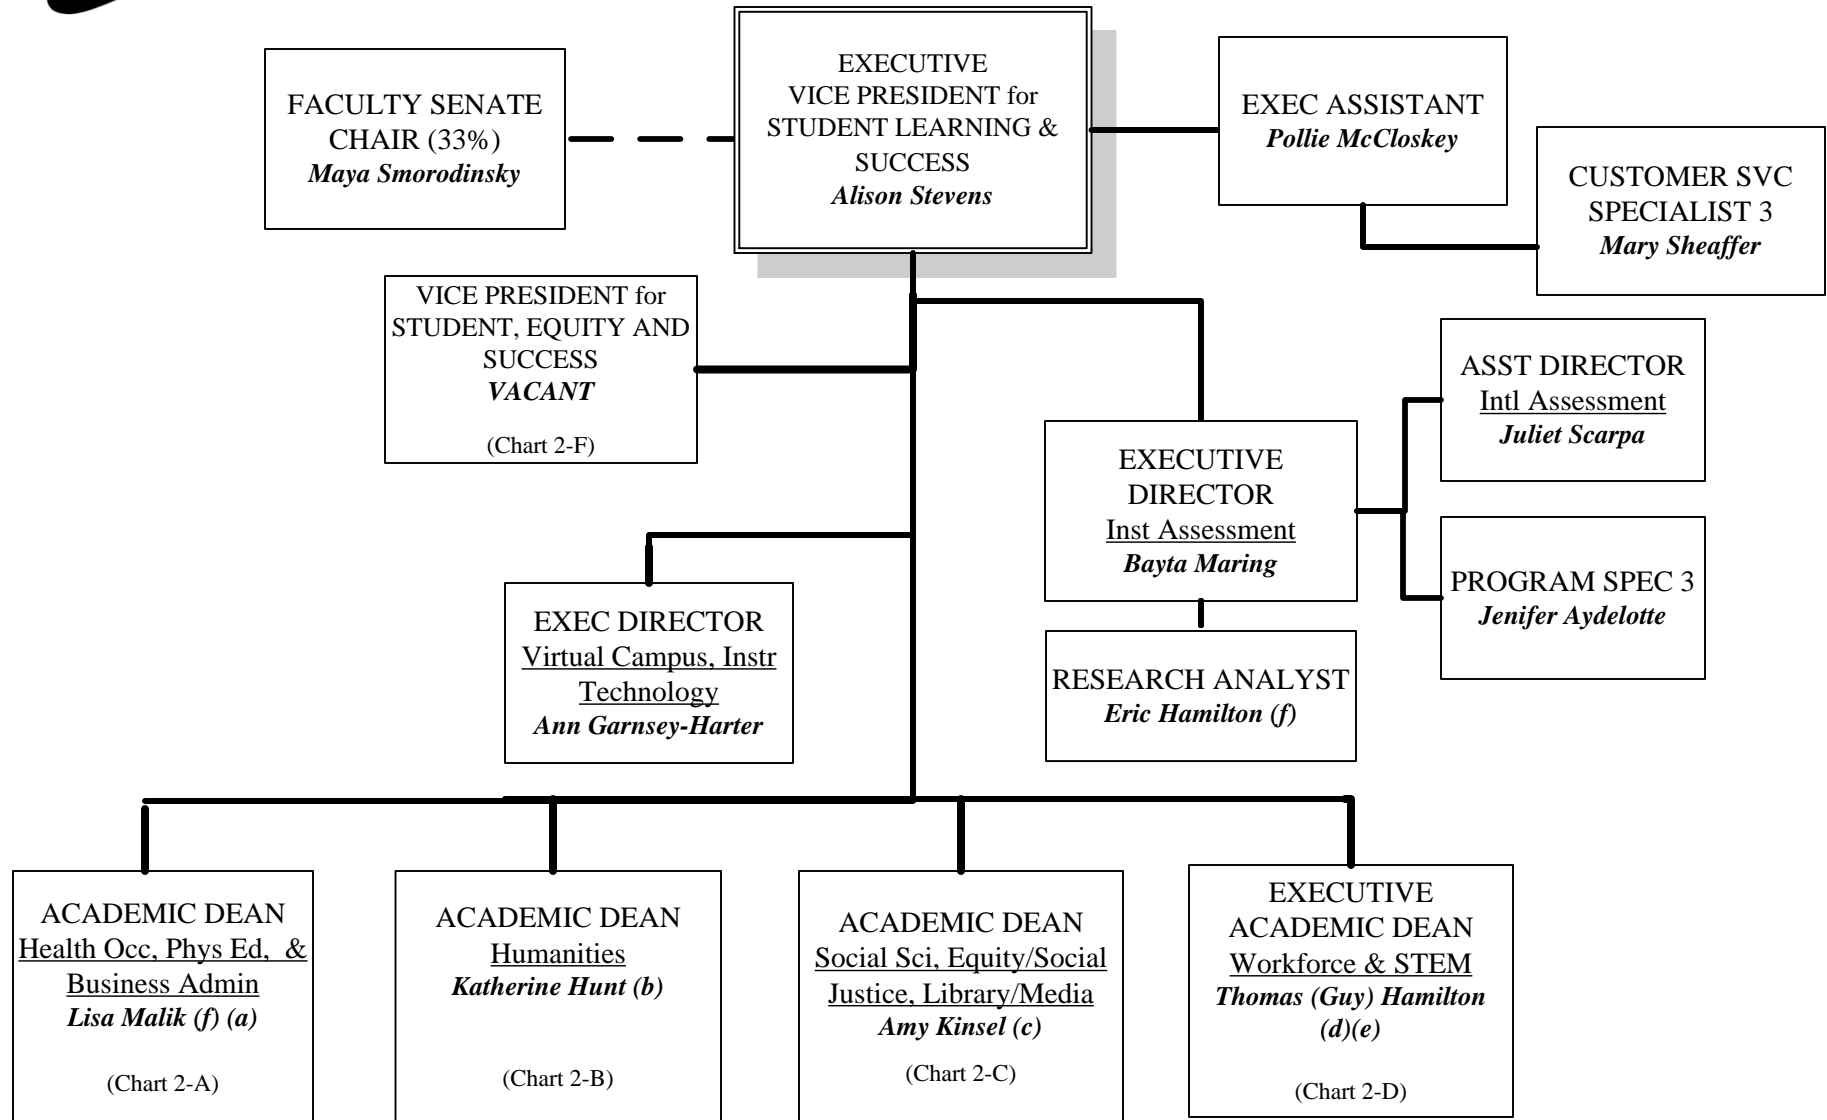 EXECUTIVE
VICE PRESIDENT for
STUDENT LEARNING &
SUCCESS
Alison Stevens
FACULTY SENATE
CHAIR (33%)
Maya Smorodinsky
EXEC ASSISTANT
Pollie McCloskey
CUSTOMER SVC
SPECIALIST 3
Mary Sheaffer
VICE PRESIDENT for
STUDENT, EQUITY AND
SUCCESS
VACANT
(Chart 2-F)
ASST DIRECTOR
Intl Assessment
Juliet Scarpa
EXECUTIVE
DIRECTOR
Inst Assessment
Bayta Maring
PROGRAM SPEC 3
Jenifer Aydelotte
EXEC DIRECTOR
Virtual Campus, Instr
Technology
Ann Garnsey-Harter
RESEARCH ANALYST
Eric Hamilton (f)
ACADEMIC DEAN
Health Occ, Phys Ed, &
Business Admin
Lisa Malik (f) (a)
(Chart 2-A)
ACADEMIC DEAN
Humanities
Katherine Hunt (b)
(Chart 2-B)
ACADEMIC DEAN
Social Sci, Equity/Social
Justice, Library/Media
Amy Kinsel (c)
(Chart 2-C)
EXECUTIVE
ACADEMIC DEAN
Workforce & STEM
Thomas (Guy) Hamilton
(d)(e)
(Chart 2-D)